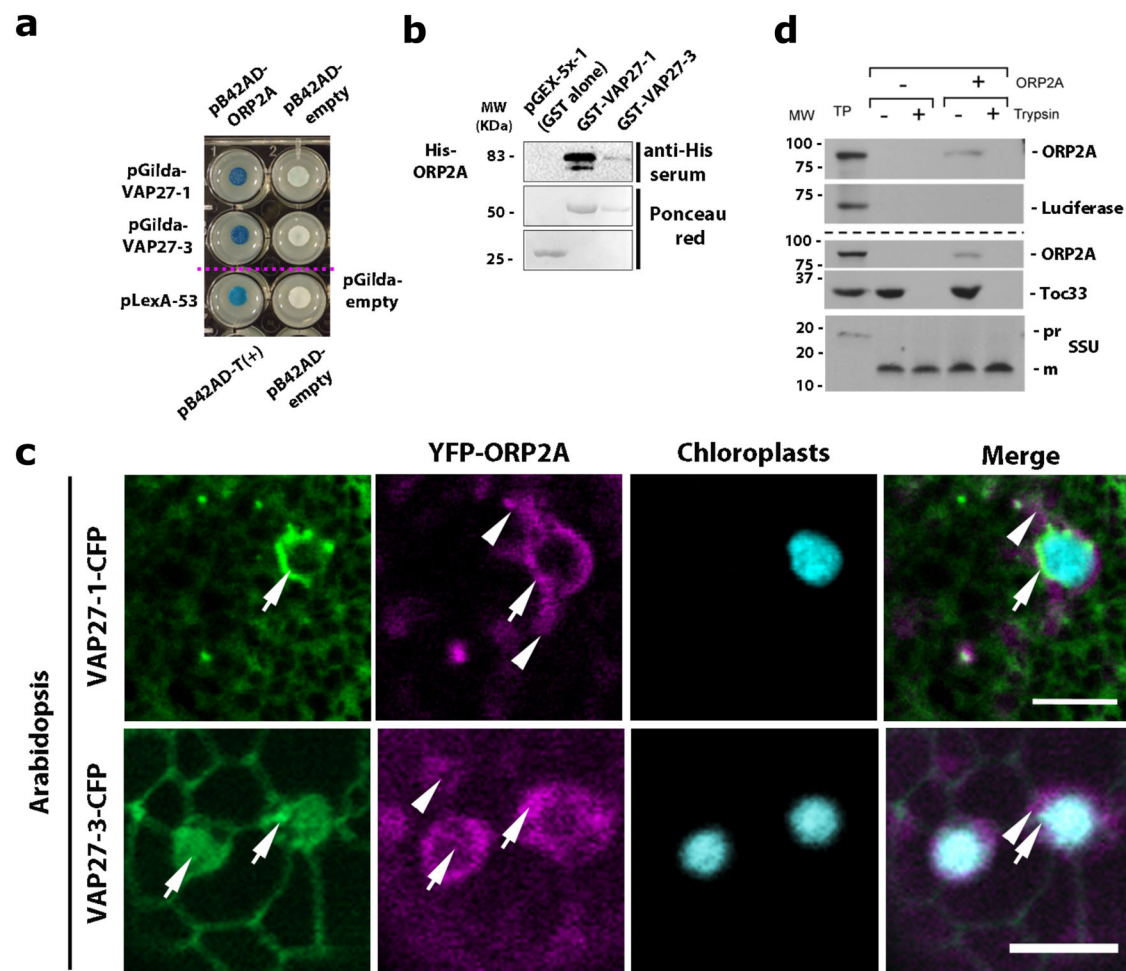 a
pB42AD-
ORP2A
pB42AD-
empty
1
2
pGilda-
VAP27-1
pGilda-
VAP27-3
pLexA-53
pGilda-
empty
pB42AD-T(+)
pB42AD-
empty
b
pGEX-5x-1
(GST alone)
GST-VAP27-1
GST-VAP27-3
MW
(KDa)
His-
ORP2A
83 -
50 -
25 -
anti-His
serum
Ponceau
red
d
- + ORP2A
MW TP - + - + Trypsin
100 -
75 -
- ORP2A
75 -
- Luciferase
100 -
75 -
- ORP2A
37 -
- Toc33
30 -
20 -
20 -
10 -
- pr
SSU
- m
c
YFP-ORP2A Chloroplasts Merge
Arabidopsis
VAP27-1-CFP
VAP27-3-CFP